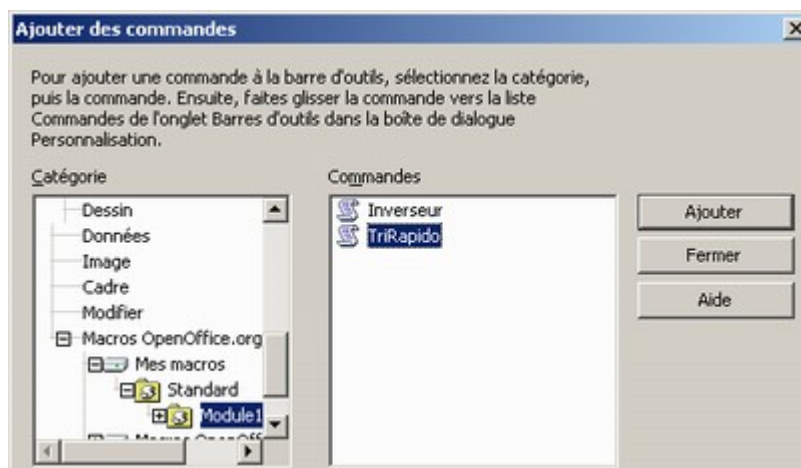 Ajouter des commandes
Pour ajouter une commande à la barre d'outils, sélectionnez la catégorie,
puis la commande. Ensuite, faites glisser la commande vers la liste
Commandes de l'onglet Barres d'outils dans la boîte de dialogue
Personnalisation.
Catégorie
Dessin
Données
Image
Cadre
Modifier
Macros OpenOffice.org
Mes macros
Standard
Module1
Macros OpenOff
Commandes
Inverseur
TriRapido
Ajouter
Fermer
Aide